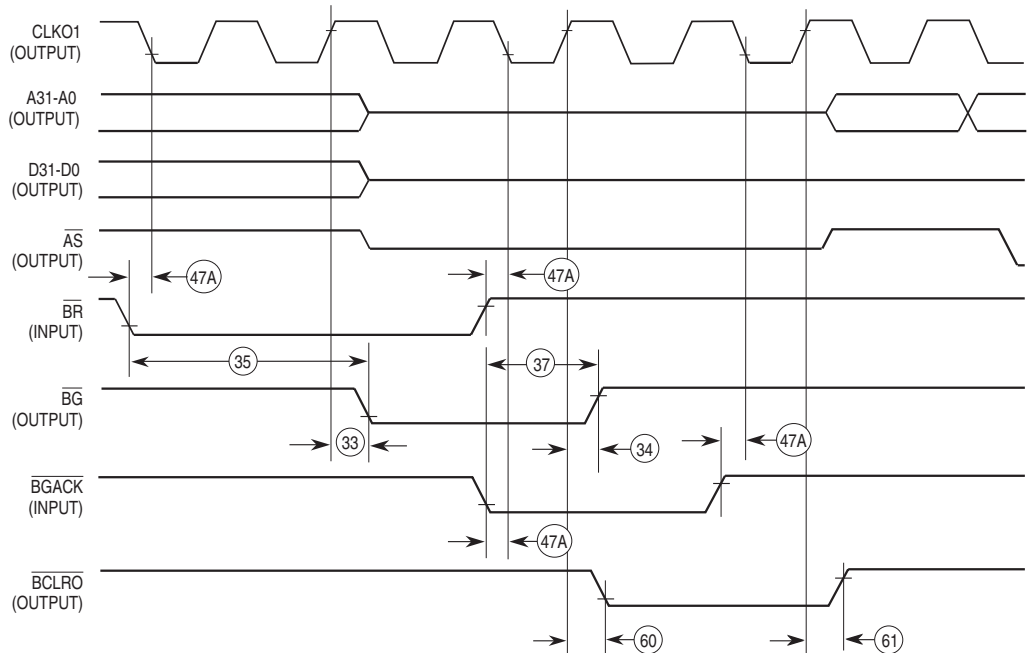 CLKO1
(OUTPUT)
A31-A0
(OUTPUT)
D31-D0
(OUTPUT)
AS
(OUTPUT)
47A
47A
BR
(INPUT)
35
37
BG
(OUTPUT)
33
34
47A
BGACK
(INPUT)
47A
BCLRO
(OUTPUT)
60
61